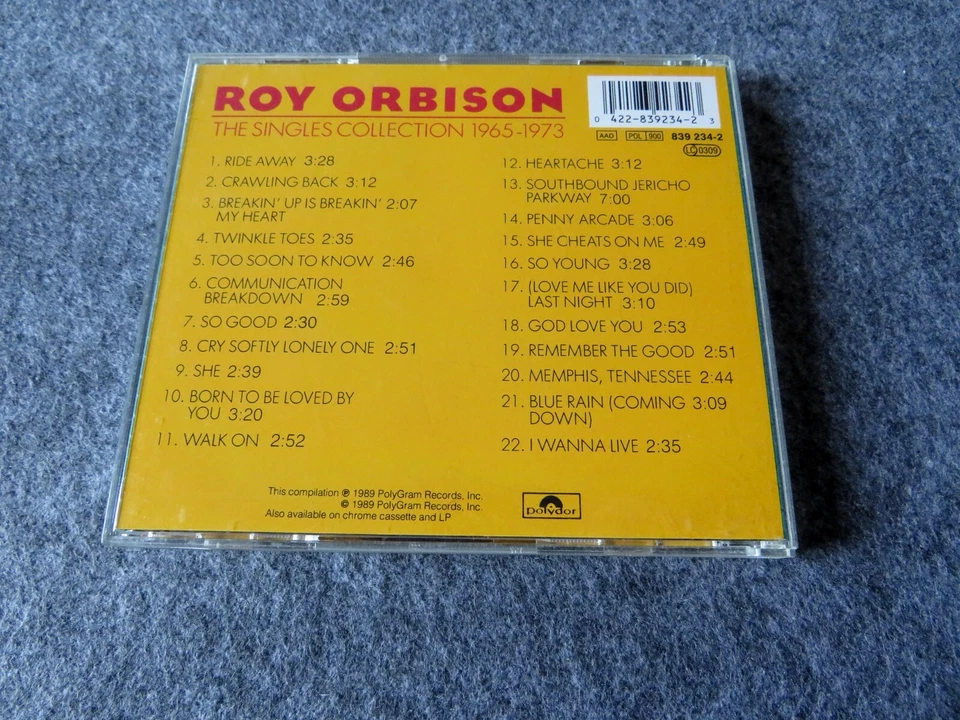 ROY ORBISON
THE SINGLES COLLECTION 1965-1973
0 422-839234-2 3
AAD POL 900 839 234-2
LC 0309
1. RIDE AWAY 3:28
2. CRAWLING BACK 3:12
3. BREAKIN' UP IS BREAKIN' 2:07
MY HEART
4. TWINKLE TOES 2:35
5. TOO SOON TO KNOW 2:46
6. COMMUNICATION
BREAKDOWN 2:59
7. SO GOOD 2:30
8. CRY SOFTLY LONELY ONE 2:51
9. SHE 2:39
10. BORN TO BE LOVED BY
YOU 3:20
11. WALK ON 2:52
12. HEARTACHE 3:12
13. SOUTHBOUND JERICHO
PARKWAY 7:00
14. PENNY ARCADE 3:06
15. SHE CHEATS ON ME 2:49
16. SO YOUNG 3:28
17. (LOVE ME LIKE YOU DID)
LAST NIGHT 3:10
18. GOD LOVE YOU 2:53
19. REMEMBER THE GOOD 2:51
20. MEMPHIS, TENNESSEE 2:44
21. BLUE RAIN (COMING 3:09
DOWN)
22. I WANNA LIVE 2:35
This compilation ℗ 1989 PolyGram Records, Inc.
© 1989 PolyGram Records, Inc.
Also available on chrome cassette and LP
polydor